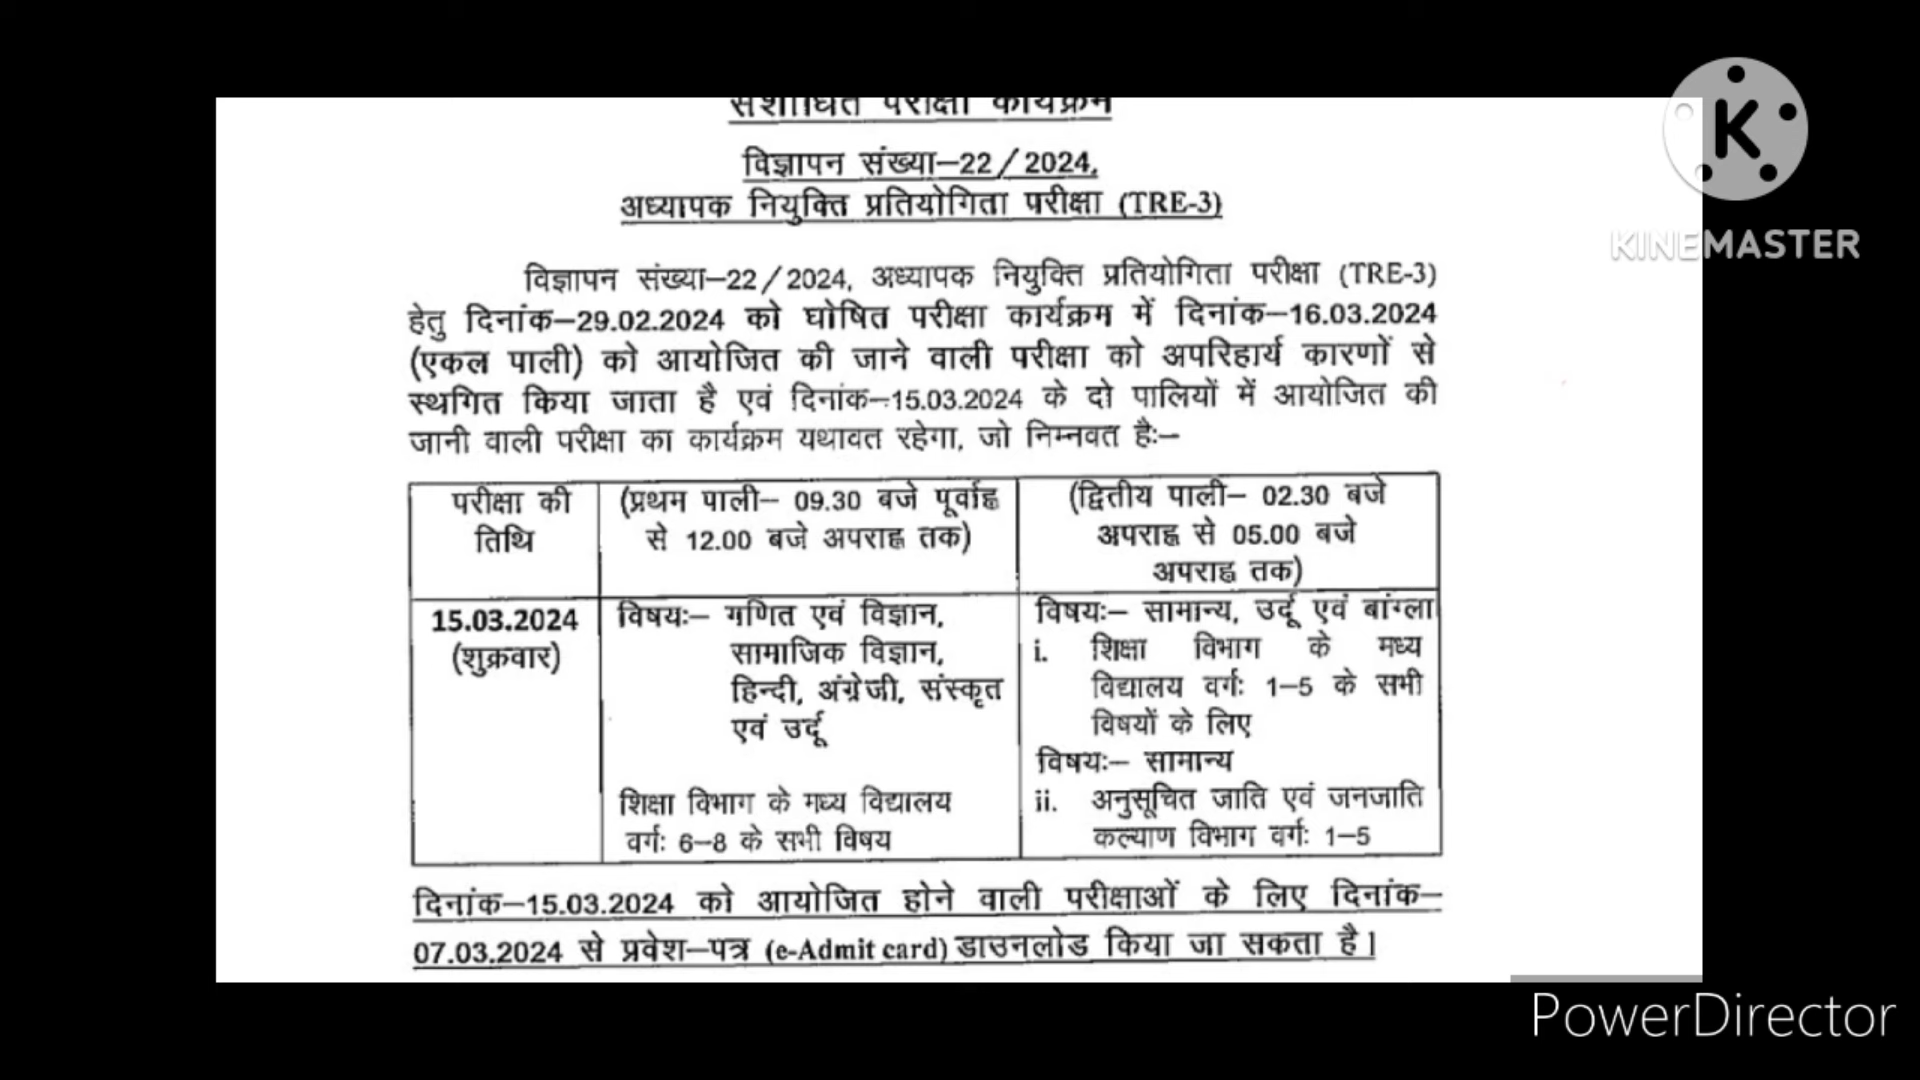 संशोधित परीक्षा कार्यक्रम
विज्ञापन संख्या–22/2024,
अध्यापक नियुक्ति प्रतियोगिता परीक्षा (TRE-3)
विज्ञापन संख्या–22/2024, अध्यापक नियुक्ति प्रतियोगिता परीक्षा (TRE-3)
हेतु दिनांक–29.02.2024 को घोषित परीक्षा कार्यक्रम में दिनांक–16.03.2024
(एकल पाली) को आयोजित की जाने वाली परीक्षा को अपरिहार्य कारणों से
स्थगित किया जाता है एवं दिनांक–15.03.2024 के दो पालियों में आयोजित की
जानी वाली परीक्षा का कार्यक्रम यथावत रहेगा, जो निम्नवत है:–
परीक्षा की
तिथि
(प्रथम पाली– 09.30 बजे पूर्वाह्न
से 12.00 बजे अपराह्न तक)
(द्वितीय पाली– 02.30 बजे
अपराह्न से 05.00 बजे
अपराह्न तक)
15.03.2024
(शुक्रवार)
विषयः– गणित एवं विज्ञान,
सामाजिक विज्ञान,
हिन्दी, अंग्रेजी, संस्कृत
एवं उर्दू
शिक्षा विभाग के मध्य विद्यालय
वर्गः 6–8 के सभी विषय
विषयः– सामान्य, उर्दू एवं बांग्ला
i. शिक्षा विभाग के मध्य
विद्यालय वर्गः 1–5 के सभी
विषयों के लिए
विषयः– सामान्य
ii. अनुसूचित जाति एवं जनजाति
कल्याण विभाग वर्गः 1–5
दिनांक–15.03.2024 को आयोजित होने वाली परीक्षाओं के लिए दिनांक–
07.03.2024 से प्रवेश–पत्र (e-Admit card) डाउनलोड किया जा सकता है।
K
KINEMASTER
PowerDirector